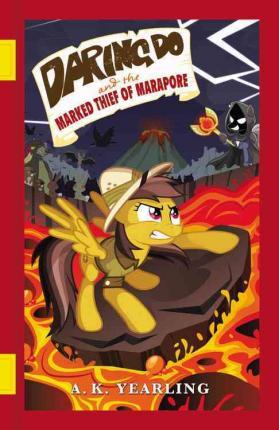 DARING DO
and the
MARKED THIEF OF MARAPORE
A. K. YEARLING